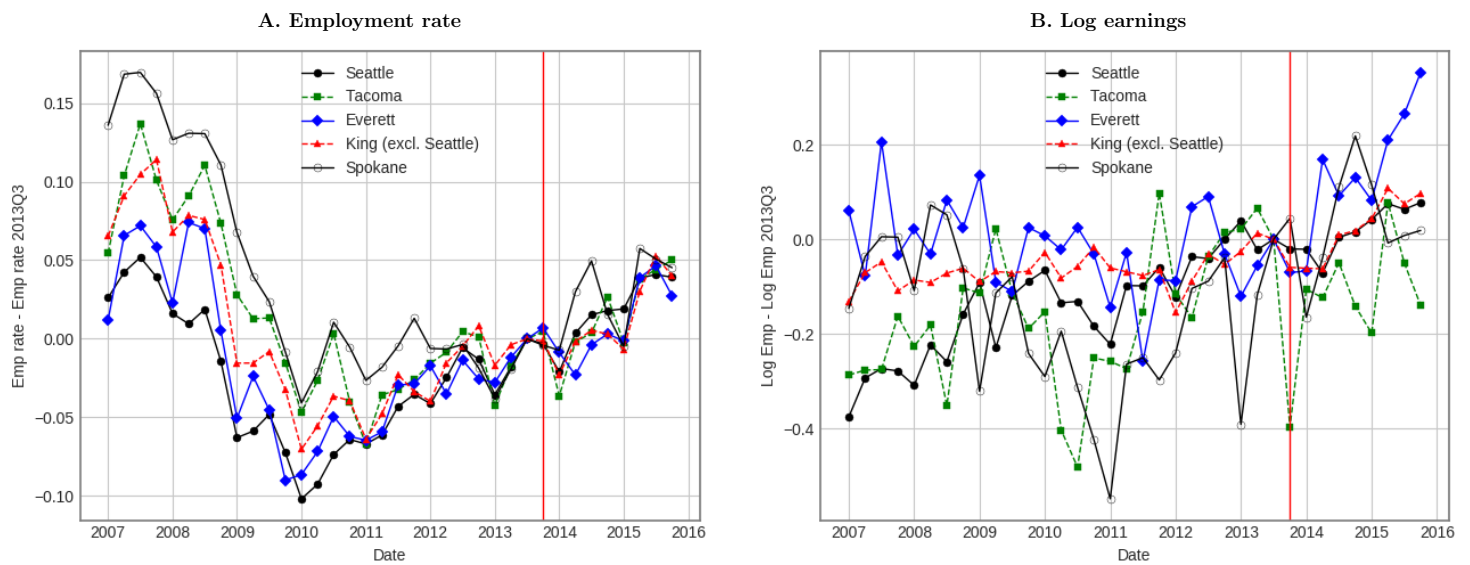 A. Employment rate
Emp rate - Emp rate 2013Q3
0.15
0.10
0.05
0.00
−0.05
−0.10
Seattle
Tacoma
Everett
King (excl. Seattle)
Spokane
2007 2008 2009 2010 2011 2012 2013 2014 2015 2016
Date
B. Log earnings
Log Emp - Log Emp 2013Q3
0.2
0.0
−0.2
−0.4
Seattle
Tacoma
Everett
King (excl. Seattle)
Spokane
2007 2008 2009 2010 2011 2012 2013 2014 2015 2016
Date